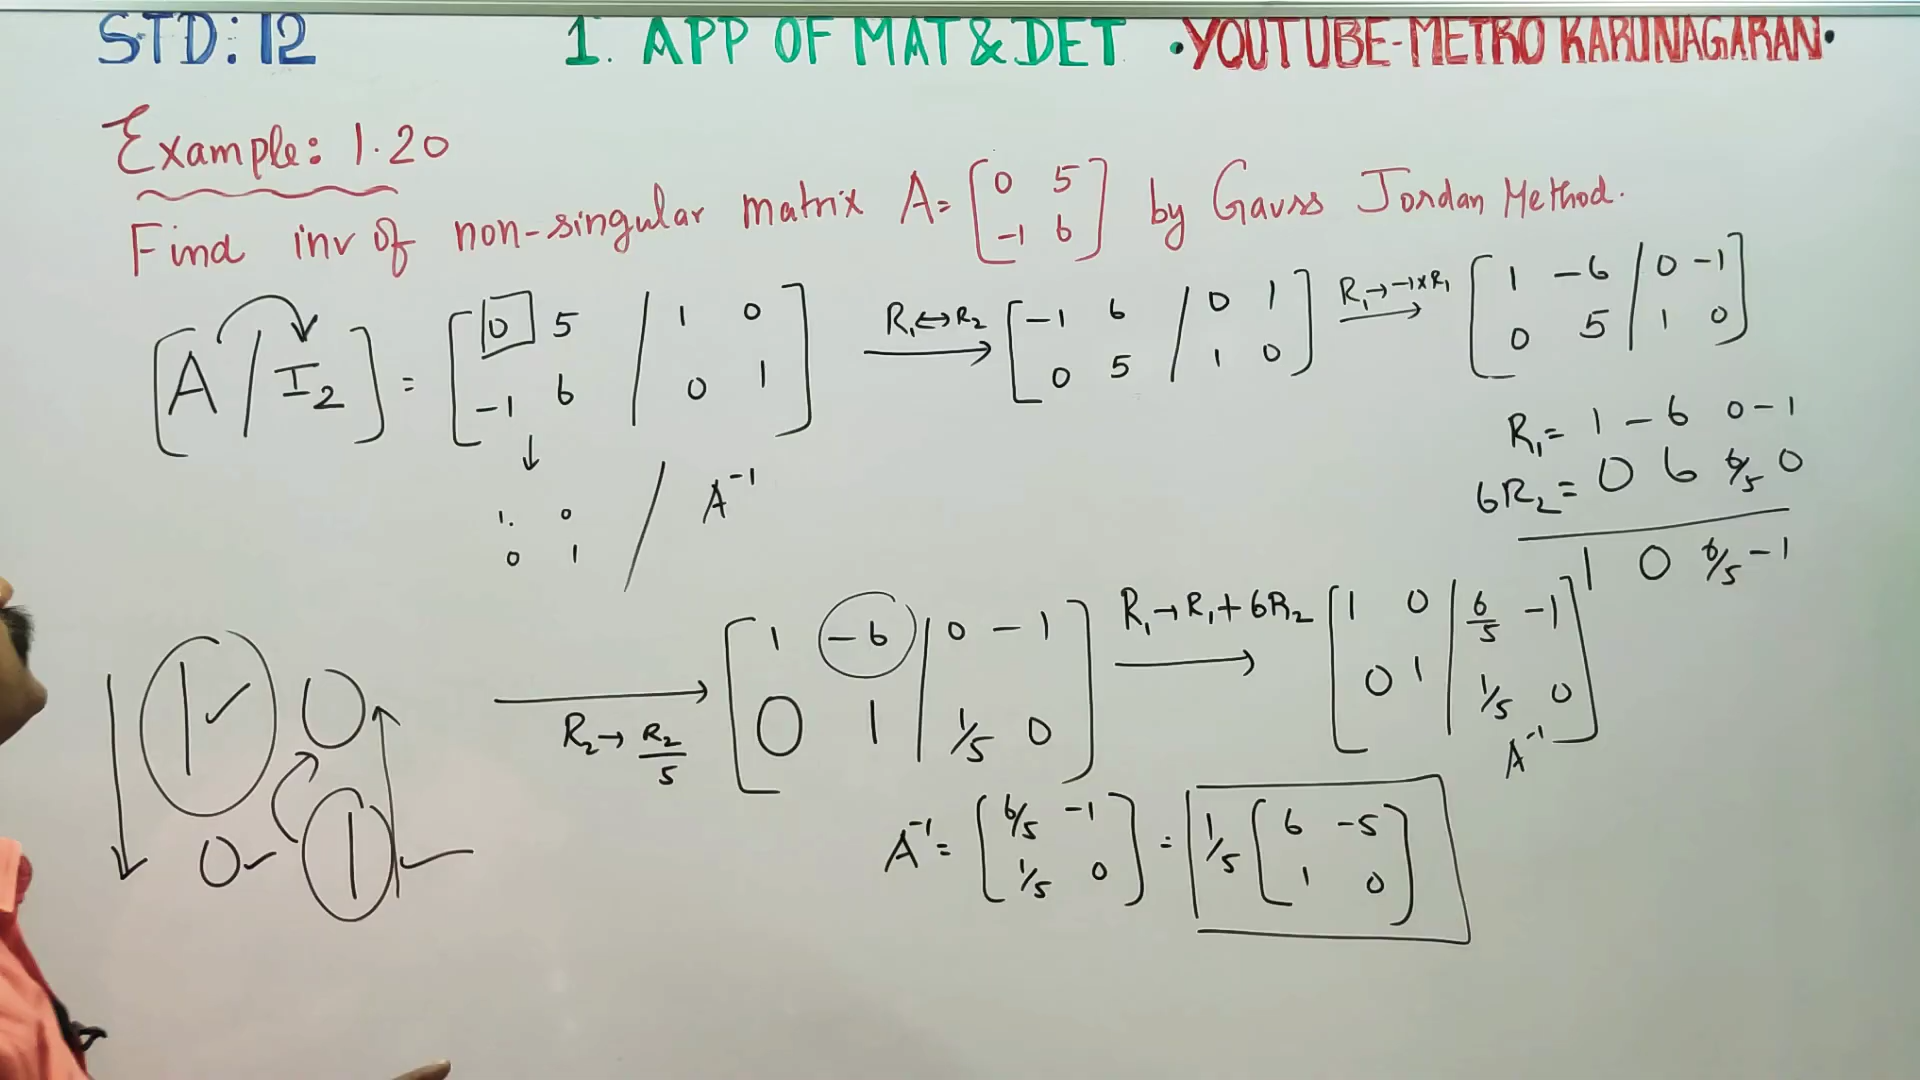 STD: 12 1. APP OF MAT & DET •YOUTUBE-METRO KARUNAGARAN•
Example: 1.20
Find inv of non-singular matrix A= [0 5 by Gauss Jordan Method.
-1 6]
[A / I₂] = [0 5 / 1 0 R₁↔R₂ [-1 6 / 0 1 R₁→-1×R₁ [1 -6 / 0 -1
-1 6 / 0 1] 0 5 / 1 0] 0 5 / 1 0]
↓
1. 0 / A⁻¹
0 1
R₁= 1 -6 0 -1
6R₂= 0 6 6/5 0
1 0 6/5 -1
R₂→ R₂/5 [1 -6 | 0 -1 R₁→R₁+6R₂ [1 0 | 6/5 -1
0 1 | 1/5 0] 0 1 | 1/5 0]
A⁻¹
1✓ 0
0✓ 1
A⁻¹= [6/5 -1 = 1/5 [6 -5
1/5 0] 1 0]